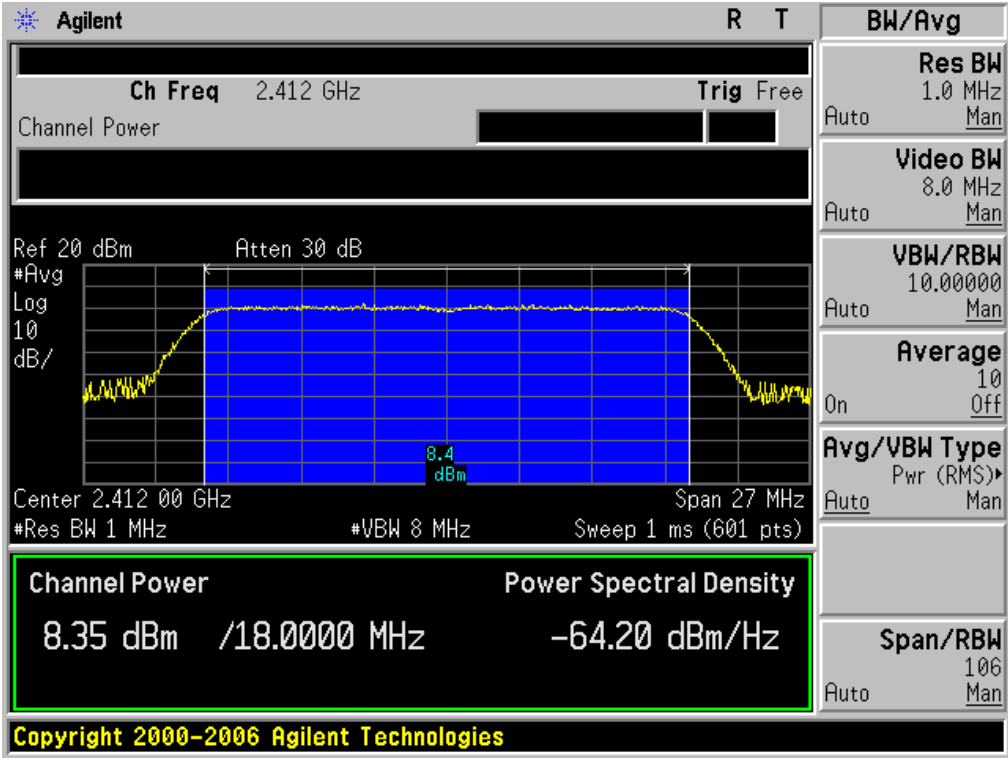 Agilent R T
Ch Freq 2.412 GHz Trig Free
Channel Power
Ref 20 dBm Atten 30 dB
#Avg
Log
10
dB/
8.4
dBm
Center 2.412 00 GHz Span 27 MHz
#Res BW 1 MHz #VBW 8 MHz Sweep 1 ms (601 pts)
Channel Power Power Spectral Density
8.35 dBm /18.0000 MHz -64.20 dBm/Hz
Copyright 2000-2006 Agilent Technologies
BW/Avg
Res BW
1.0 MHz
Auto Man
Video BW
8.0 MHz
Auto Man
VBW/RBW
10.00000
Auto Man
Average
10
On Off
Avg/VBW Type
Pwr (RMS)▸
Auto Man
Span/RBW
106
Auto Man